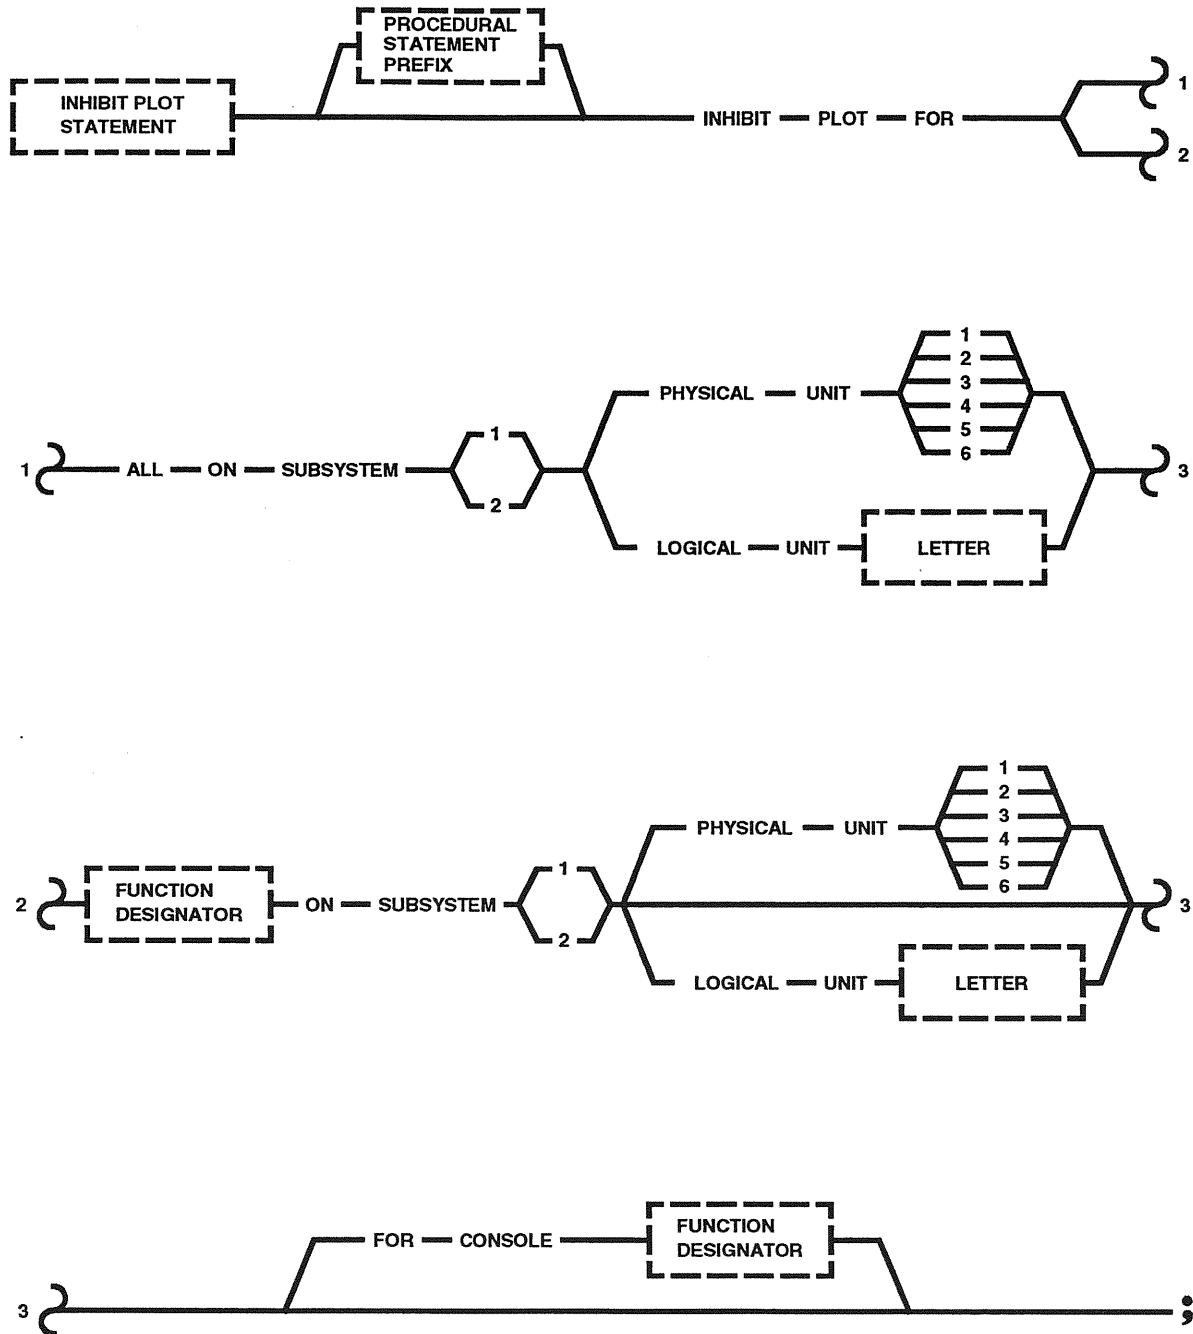 PROCEDURAL
STATEMENT
PREFIX
INHIBIT PLOT
STATEMENT
INHIBIT PLOT FOR
1
2
1
2
3
4
5
6
PHYSICAL UNIT
1 ALL ON SUBSYSTEM
1
2
3
LOGICAL UNIT LETTER
1
2
3
4
5
6
PHYSICAL UNIT
2 FUNCTION
DESIGNATOR
ON SUBSYSTEM
1
2
3
LOGICAL UNIT LETTER
FOR CONSOLE
FUNCTION
DESIGNATOR
3 ;